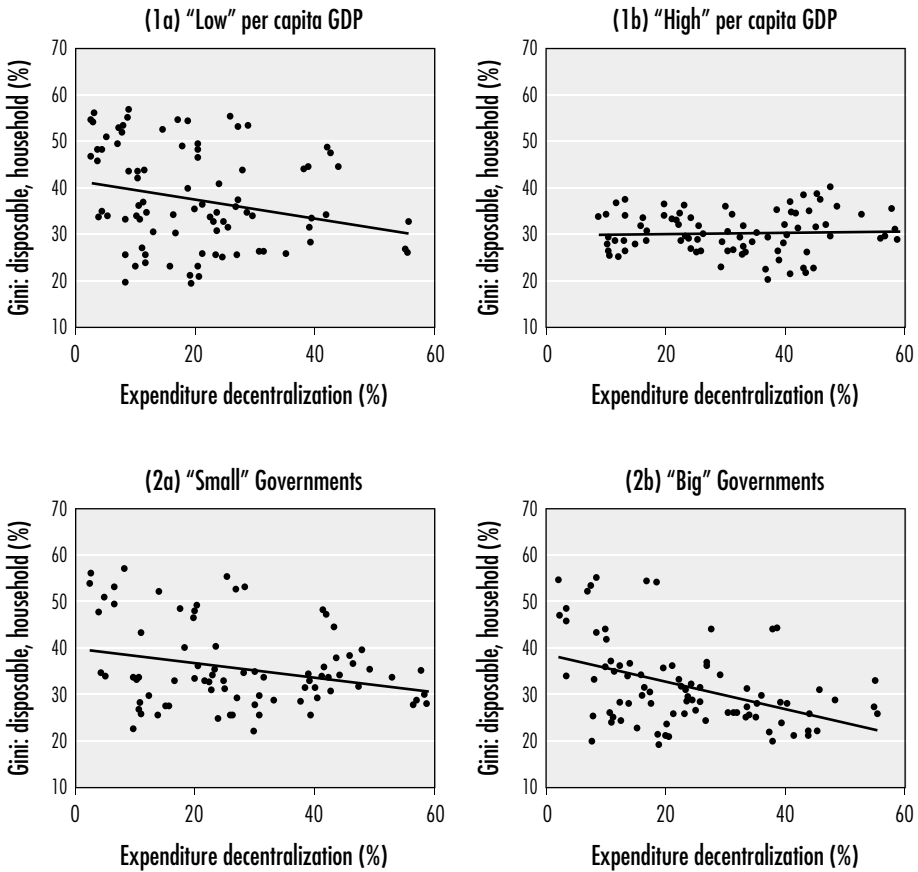 (1a) “Low” per capita GDP
Gini: disposable, household (%)
70
60
50
40
30
20
10
0 20 40 60
Expenditure decentralization (%)
(1b) “High” per capita GDP
Gini: disposable, household (%)
70
60
50
40
30
20
10
0 20 40 60
Expenditure decentralization (%)
(2a) “Small” Governments
Gini: disposable, household (%)
70
60
50
40
30
20
10
0 20 40 60
Expenditure decentralization (%)
(2b) “Big” Governments
Gini: disposable, household (%)
70
60
50
40
30
20
10
0 20 40 60
Expenditure decentralization (%)